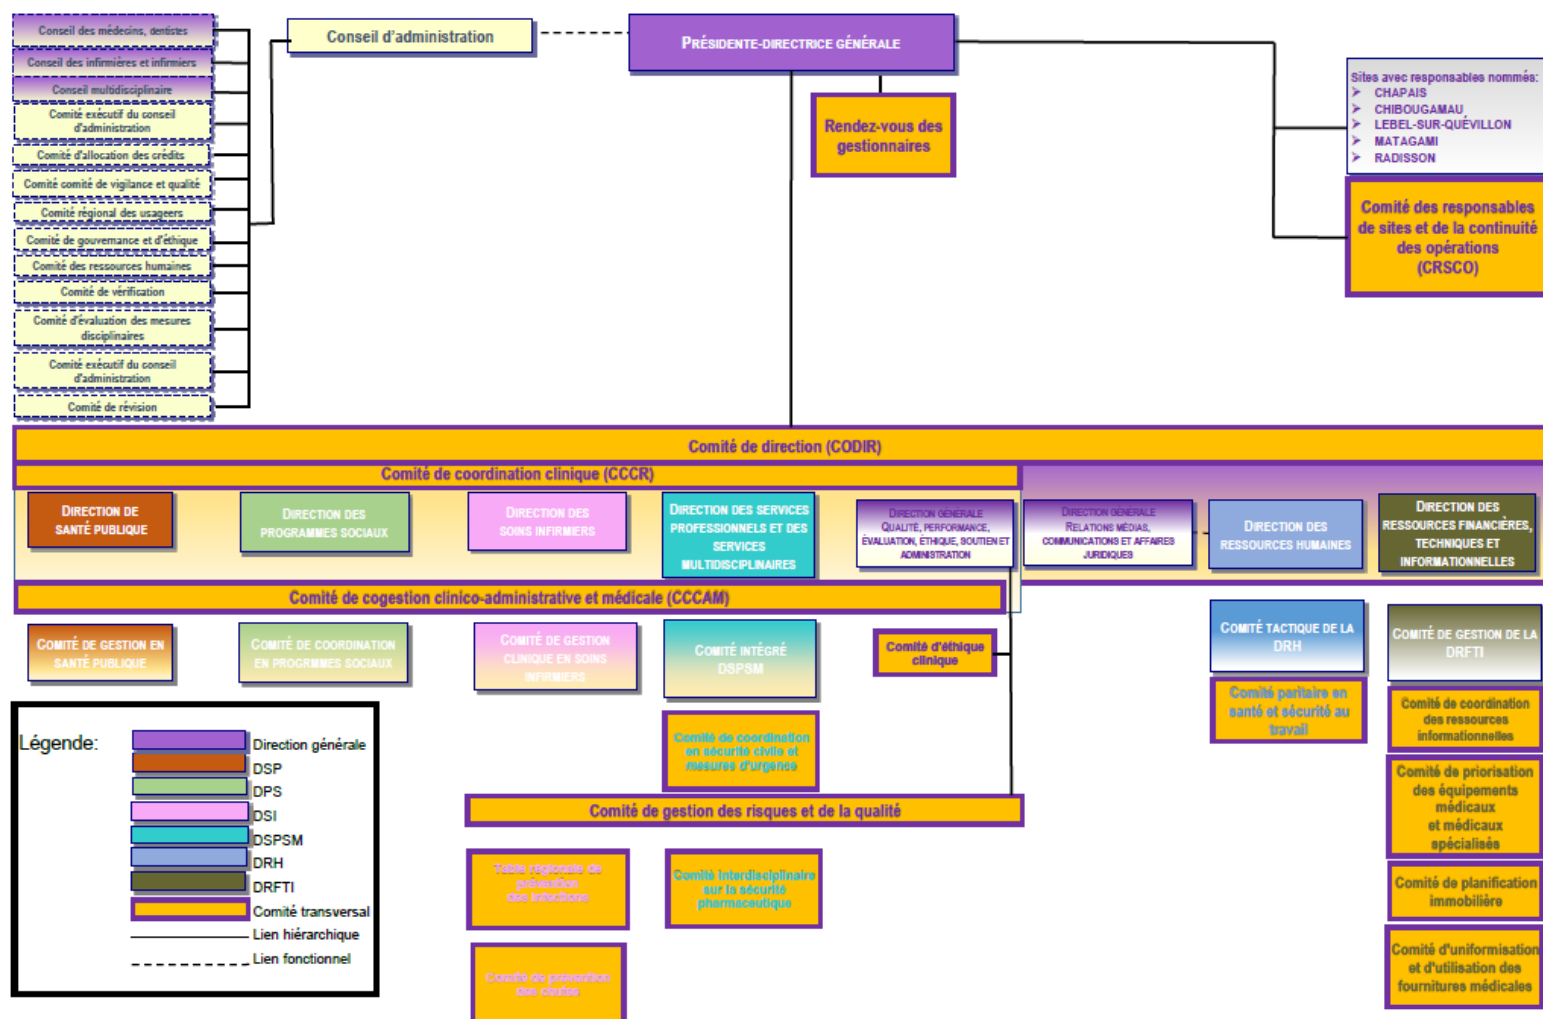 Conseil des médecins, dentistes
Conseil des infirmières et infirmiers
Conseil multidisciplinaire
Comité exécutif du conseil
d'administration
Comité d'allocation des crédits
Comité comité de vigilance et qualité
Comité régional des usageers
Comité de gouvernance et d'éthique
Comité des ressources humaines
Comité de vérification
Comité d'évaluation des mesures
disciplinaires
Comité exécutif du conseil
d'administration
Comité de révision
Conseil d'administration
PRÉSIDENTE-DIRECTRICE GÉNÉRALE
Rendez-vous des
gestionnaires
Sites avec responsables nommés:
➢ CHAPAIS
➢ CHIBOUGAMAU
➢ LEBEL-SUR-QUÉVILLON
➢ MATAGAMI
➢ RADISSON
Comité des responsables
de sites et de la continuité
des opérations
(CRSCO)
Comité de direction (CODIR)
Comité de coordination clinique (CCCR)
DIRECTION DE
SANTÉ PUBLIQUE
DIRECTION DES
PROGRAMMES SOCIAUX
DIRECTION DES
SOINS INFIRMIERS
DIRECTION DES SERVICES
PROFESSIONNELS ET DES
SERVICES
MULTIDISCIPLINAIRES
DIRECTION GÉNÉRALE
QUALITÉ, PERFORMANCE,
ÉVALUATION, ÉTHIQUE, SOUTIEN ET
ADMINISTRATION
DIRECTION GÉNÉRALE
RELATIONS MÉDIAS,
COMMUNICATIONS ET AFFAIRES
JURIDIQUES
DIRECTION DES
RESSOURCES HUMAINES
DIRECTION DES
RESSOURCES FINANCIÈRES,
TECHNIQUES ET
INFORMATIONNELLES
Comité de cogestion clinico-administrative et médicale (CCCAM)
COMITÉ DE GESTION EN
SANTÉ PUBLIQUE
COMITÉ DE COORDINATION
EN PROGRMMES SOCIAUX
COMITÉ DE GESTION
CLINIQUE EN SOINS
INFIRMIERS
COMITÉ INTÉGRÉ
DSPSM
Comité d'éthique
clinique
COMITÉ TACTIQUE DE LA
DRH
COMITÉ DE GESTION DE LA
DRFTI
Comité paritaire en
santé et sécurité au
travail
Comité de coordination
des ressources
informationnelles
Comité de coordination
en sécurité civile et
mesures d'urgence
Comité de priorisation
des équipements
médicaux
et médicaux
spécialisés
Comité de gestion des risques et de la qualité
Table régionale de
prévention
des infections
Comité interdisciplinaire
sur la sécurité
pharmaceutique
Comité de planification
immobilière
Comité de prévention
des chutes
Comité d'uniformisation
et d'utilisation des
fournitures médicales
Légende:
Direction générale
DSP
DPS
DSI
DSPSM
DRH
DRFTI
Comité transversal
Lien hiérarchique
Lien fonctionnel